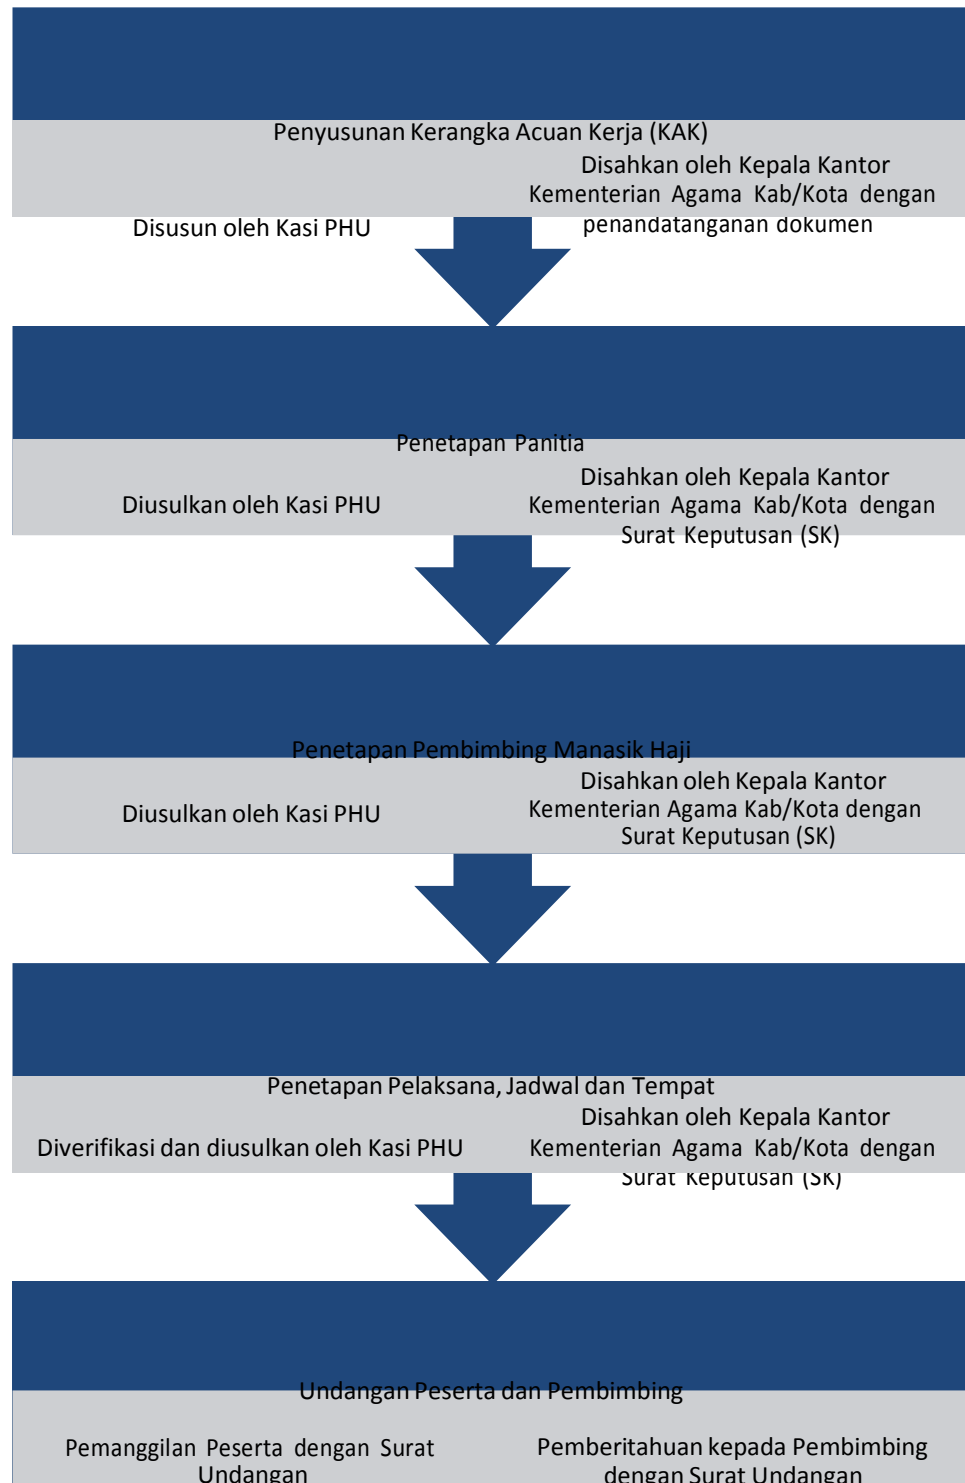 Penyusunan Kerangka Acuan Kerja (KAK)
Disusun oleh Kasi PHU
Disahkan oleh Kepala Kantor
Kementerian Agama Kab/Kota dengan
penandatanganan dokumen
Penetapan Panitia
Diusulkan oleh Kasi PHU
Disahkan oleh Kepala Kantor
Kementerian Agama Kab/Kota dengan
Surat Keputusan (SK)
Penetapan Pembimbing Manasik Haji
Diusulkan oleh Kasi PHU
Disahkan oleh Kepala Kantor
Kementerian Agama Kab/Kota dengan
Surat Keputusan (SK)
Penetapan Pelaksana, Jadwal dan Tempat
Diverifikasi dan diusulkan oleh Kasi PHU
Disahkan oleh Kepala Kantor
Kementerian Agama Kab/Kota dengan
Surat Keputusan (SK)
Undangan Peserta dan Pembimbing
Pemanggilan Peserta dengan Surat
Undangan
Pemberitahuan kepada Pembimbing
dengan Surat Undangan